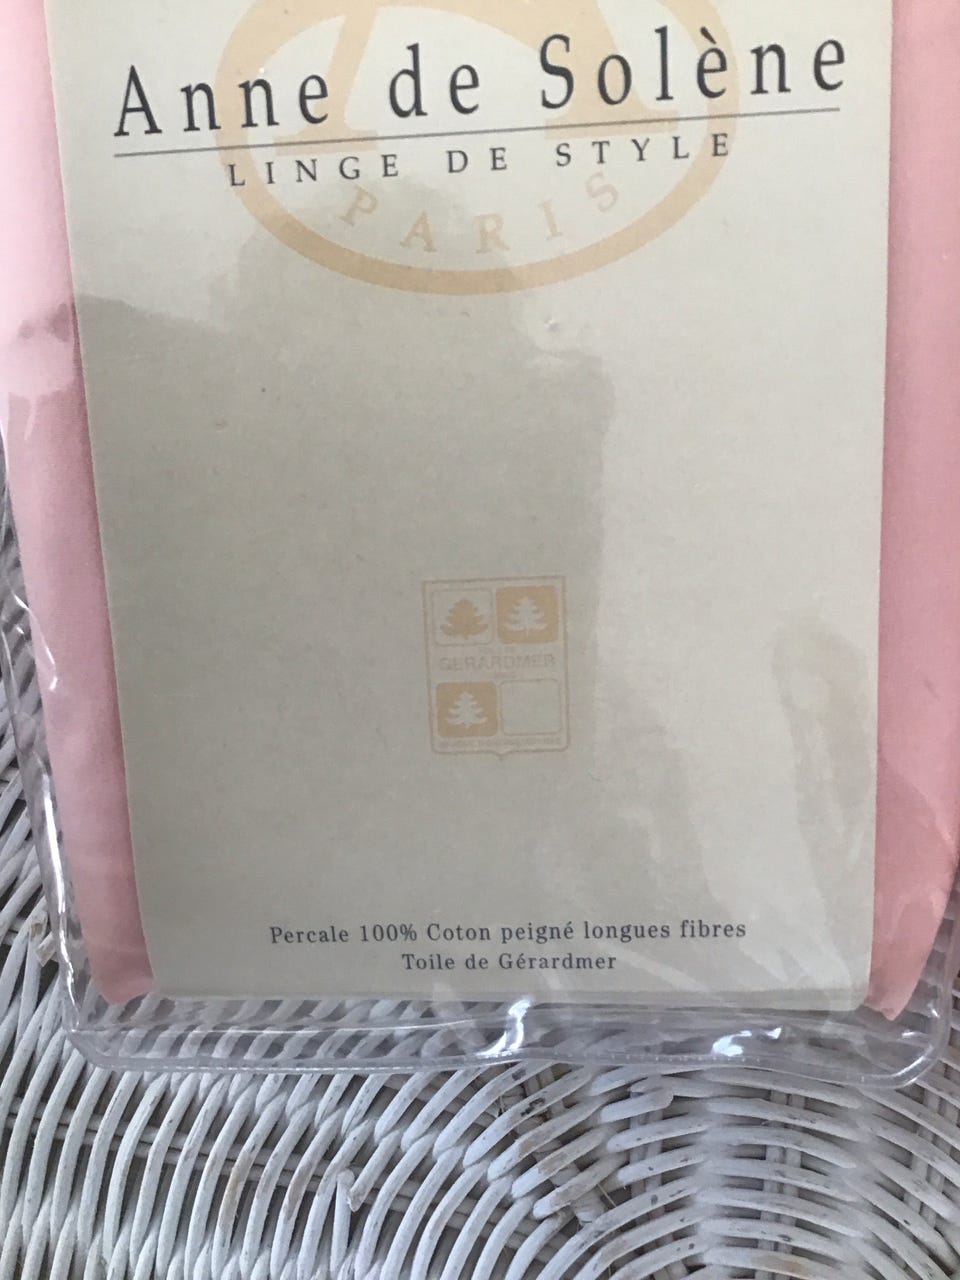 Anne de Solène
LINGE DE STYLE
PARIS
GERARDMER
Percale 100% Coton peigné longues fibres
Toile de Gérardmer